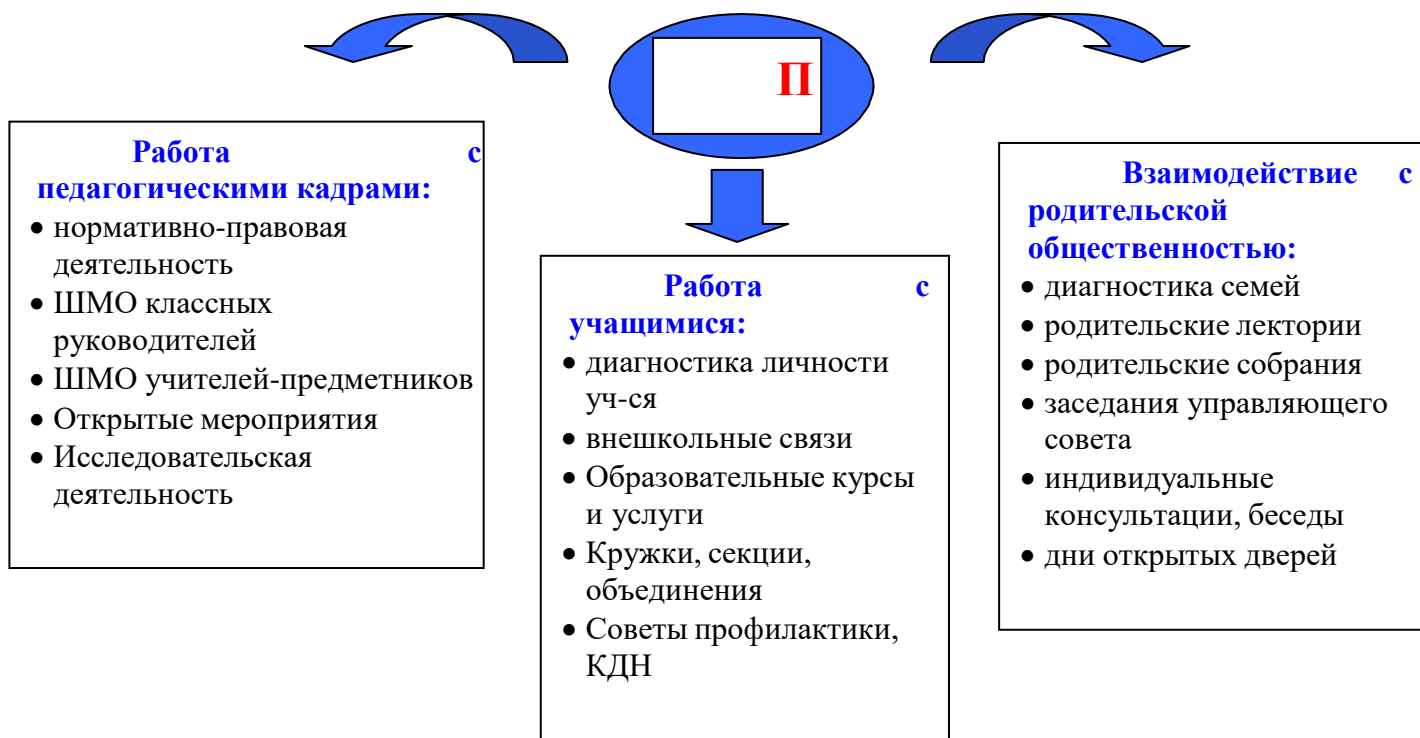 П
Работа с
педагогическими кадрами:
• нормативно-правовая
деятельность
• ШМО классных
руководителей
• ШМО учителей-предметников
• Открытые мероприятия
• Исследовательская
деятельность
Работа с
учащимися:
• диагностика личности
уч-ся
• внешкольные связи
• Образовательные курсы
и услуги
• Кружки, секции,
объединения
• Советы профилактики,
КДН
Взаимодействие с
родительской
общественностью:
• диагностика семей
• родительские лектории
• родительские собрания
• заседания управляющего
совета
• индивидуальные
консультации, беседы
• дни открытых дверей